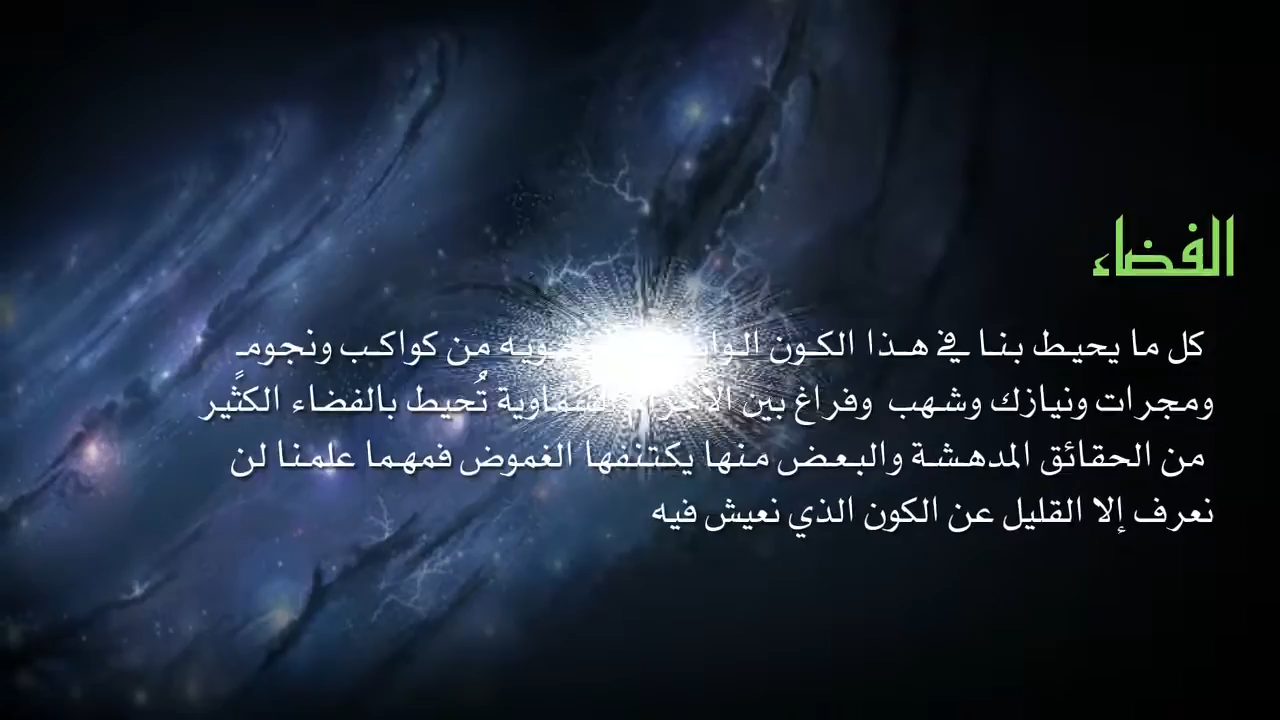 الفضاء
كل ما يحيط بنا في هذا الكون من كواكب ونجوم
ومجرات ونيازك وشهب وفراغ بين تُحيط بالفضاء الكثير
من الحقائق المدهشة والبعض منها يكتنفها الغموض فمهما علمنا لن
نعرف إلا القليل عن الكون الذي نعيش فيه